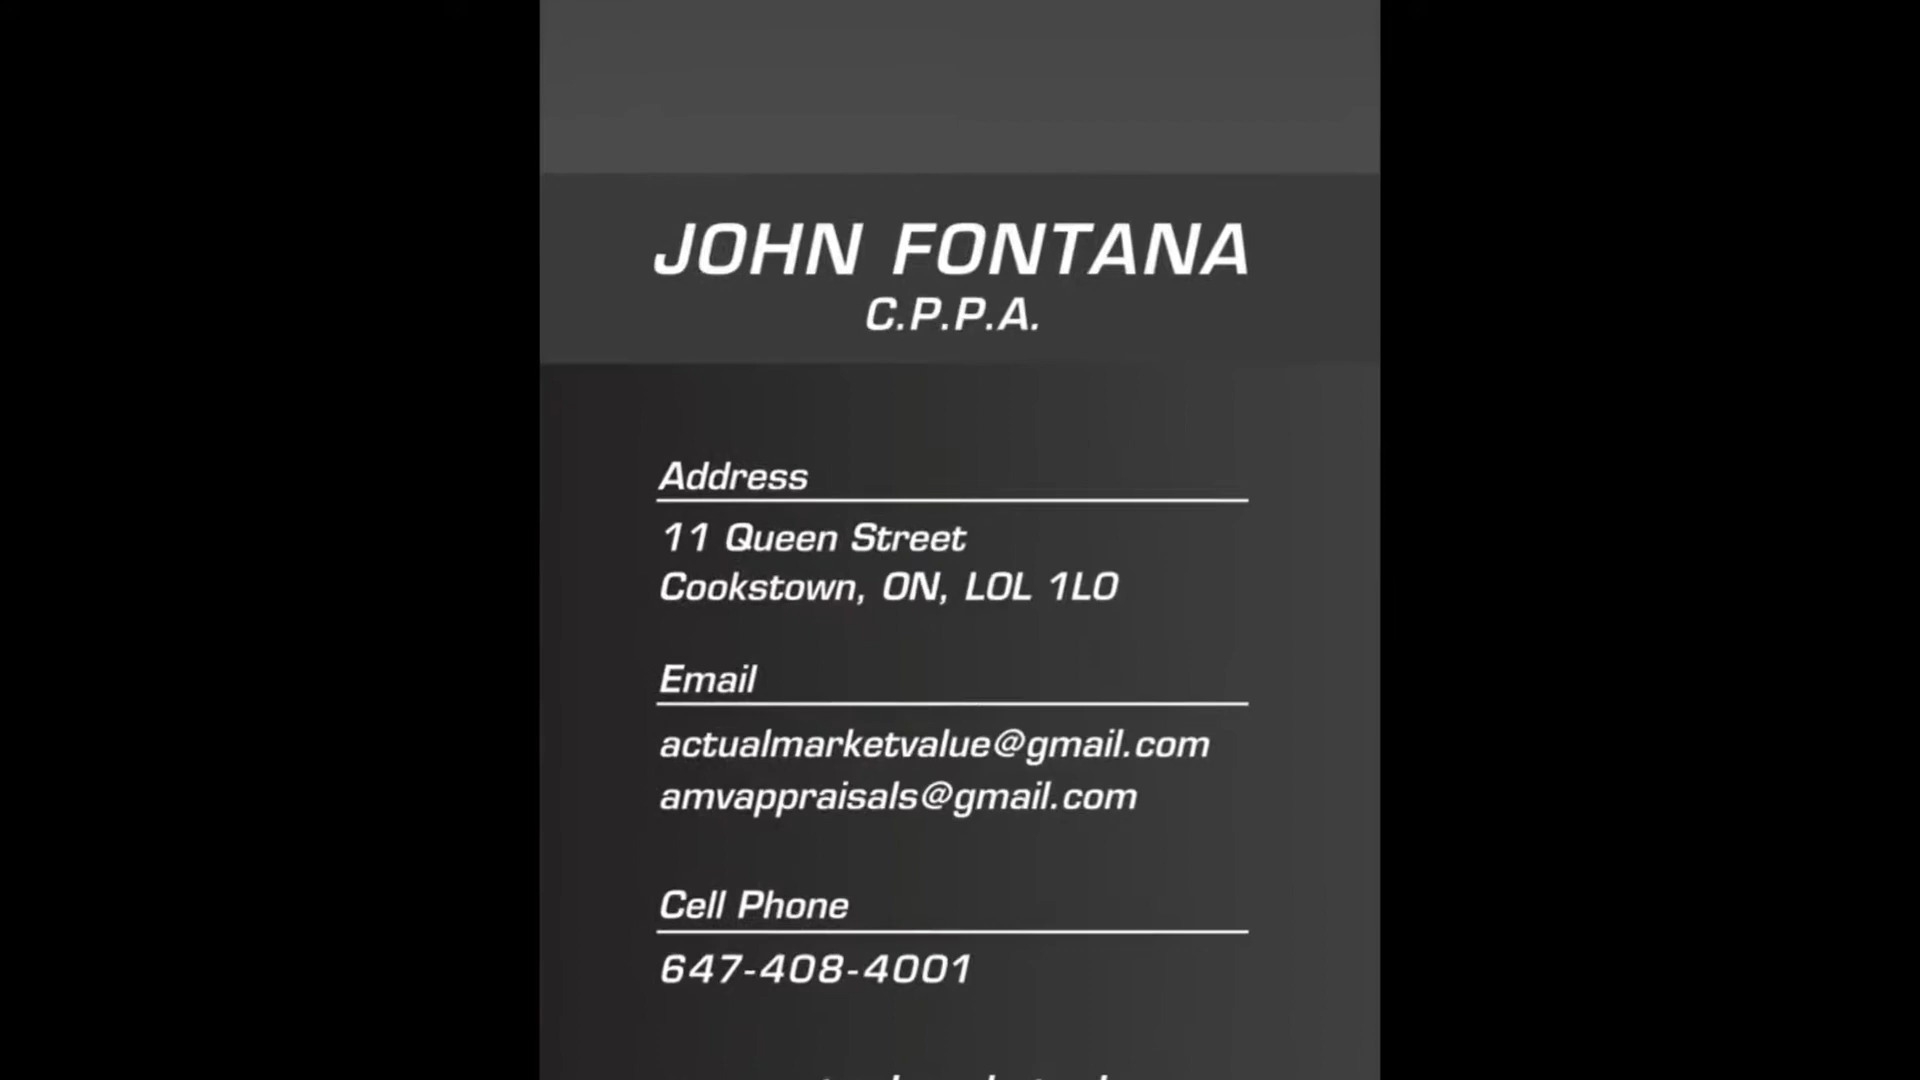 JOHN FONTANA
C.P.P.A.
Address
11 Queen Street
Cookstown, ON, L0L 1L0
Email
actualmarketvalue@gmail.com
amvappraisals@gmail.com
Cell Phone
647-408-4001